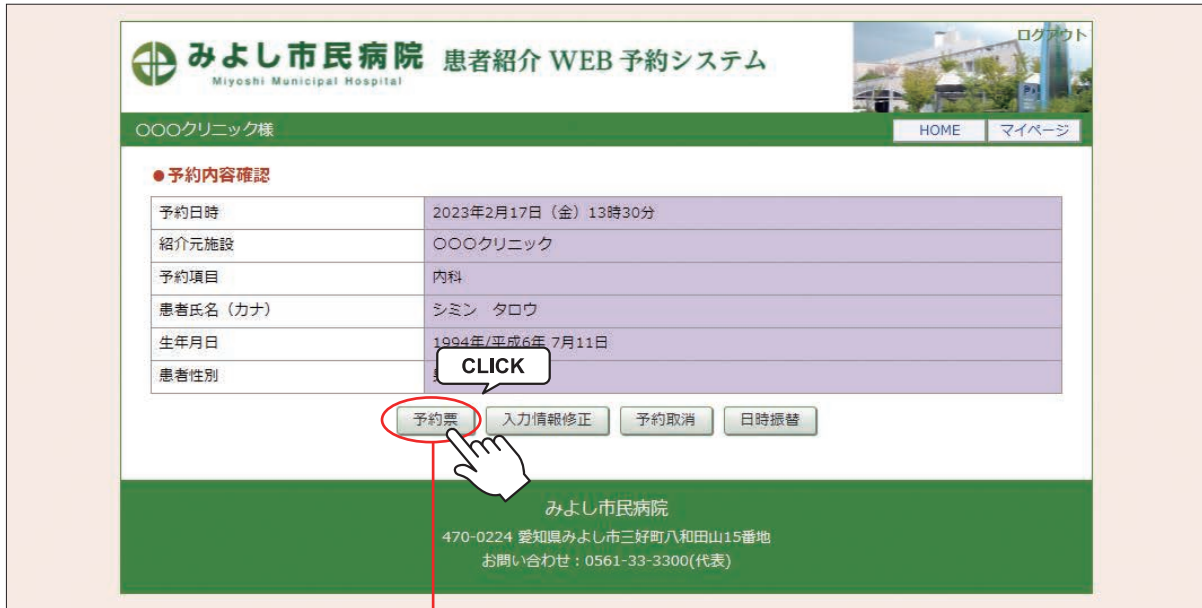 みよし市民病院 患者紹介 WEB 予約システム
Miyoshi Municipal Hospital
ログアウト
〇〇〇クリニック様
HOME マイページ
●予約内容確認
予約日時 2023年2月17日（金）13時30分
紹介元施設 〇〇〇クリニック
予約項目 内科
患者氏名（カナ） シミン タロウ
生年月日 1994年/平成6年 7月11日
患者性別
CLICK
予約票 入力情報修正 予約取消 日時振替
みよし市民病院
470-0224 愛知県みよし市三好町八和田山15番地
お問い合わせ：0561-33-3300(代表)